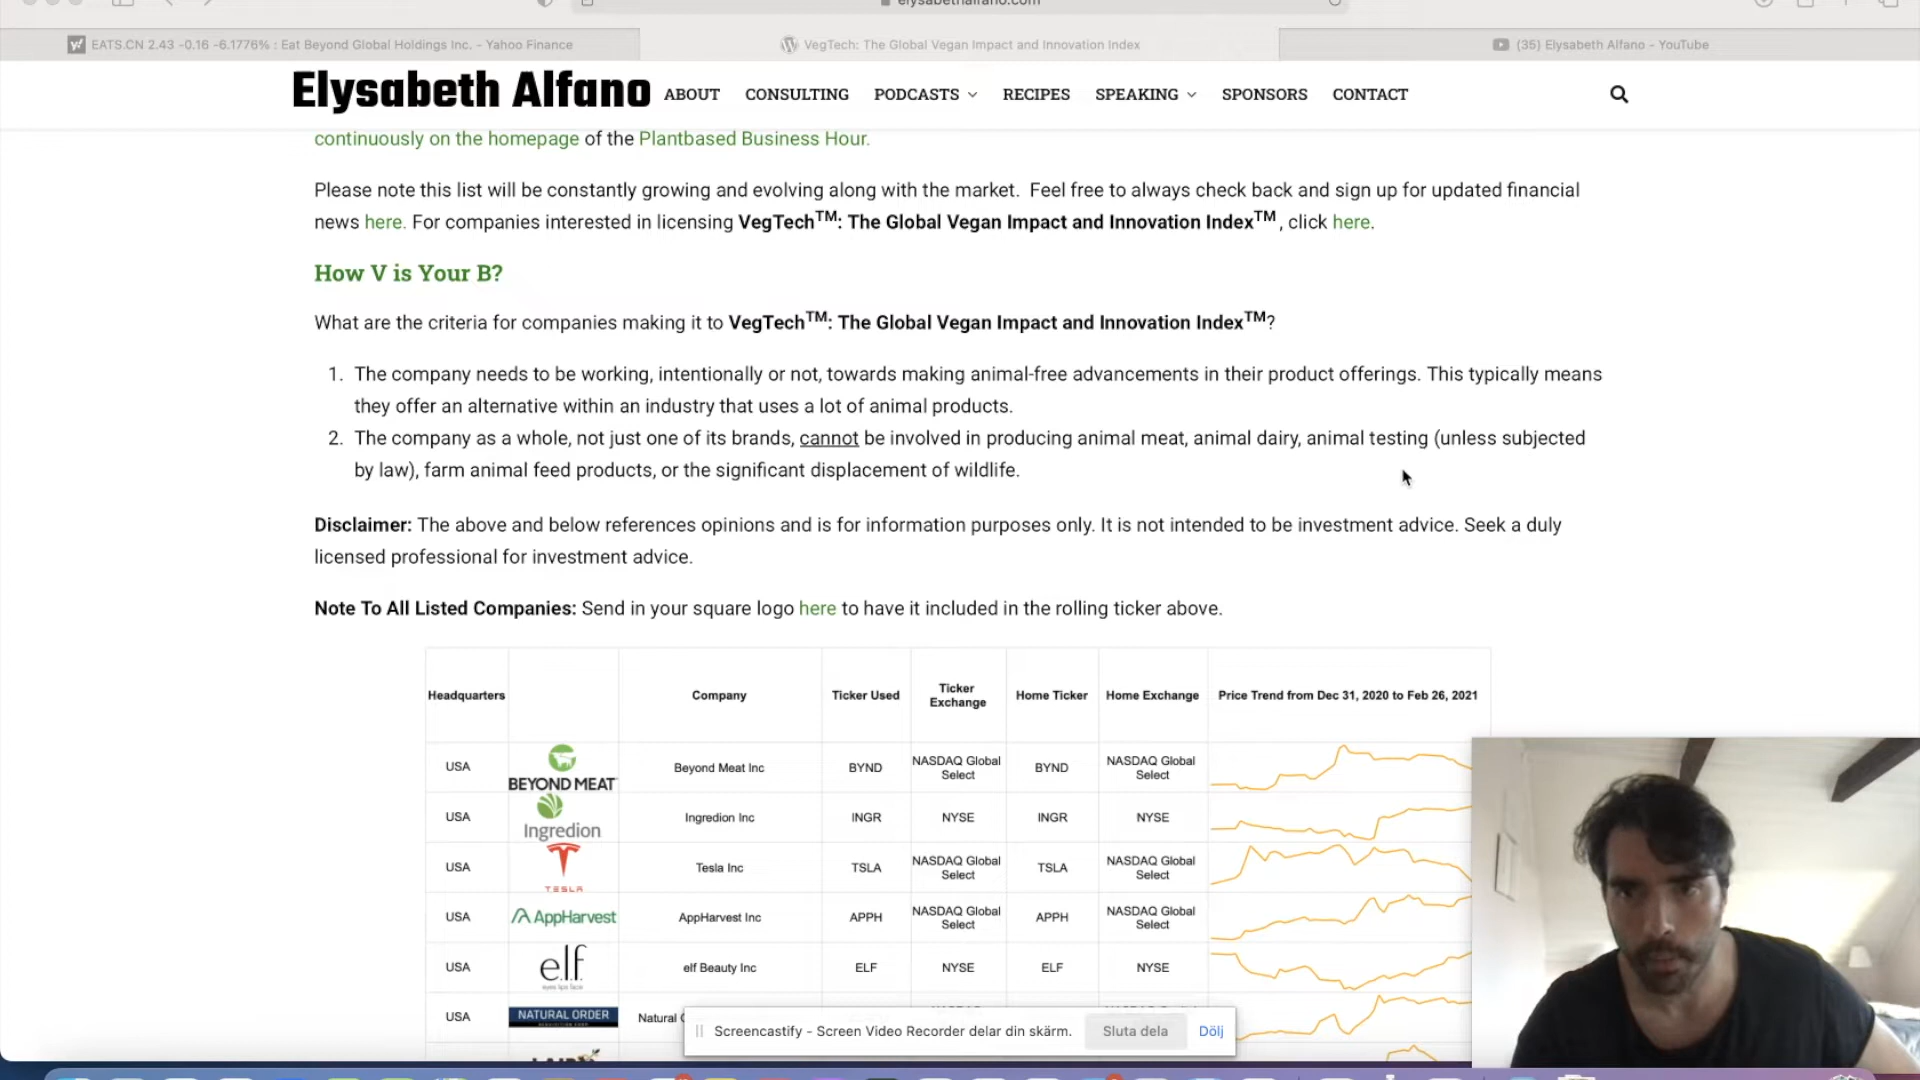 elysabethalfano.com
EATS.CN 2.43 -0.16 -6.1776% : Eat Beyond Global Holdings Inc. - Yahoo Finance
VegTech: The Global Vegan Impact and Innovation Index
(35) Elysabeth Alfano - YouTube
Elysabeth Alfano ABOUT CONSULTING PODCASTS RECIPES SPEAKING SPONSORS CONTACT
continuously on the homepage of the Plantbased Business Hour.
Please note this list will be constantly growing and evolving along with the market. Feel free to always check back and sign up for updated financial
news here. For companies interested in licensing VegTech™: The Global Vegan Impact and Innovation Index™, click here.
How V is Your B?
What are the criteria for companies making it to VegTech™: The Global Vegan Impact and Innovation Index™?
1. The company needs to be working, intentionally or not, towards making animal-free advancements in their product offerings. This typically means
they offer an alternative within an industry that uses a lot of animal products.
2. The company as a whole, not just one of its brands, cannot be involved in producing animal meat, animal dairy, animal testing (unless subjected
by law), farm animal feed products, or the significant displacement of wildlife.
Disclaimer: The above and below references opinions and is for information purposes only. It is not intended to be investment advice. Seek a duly
licensed professional for investment advice.
Note To All Listed Companies: Send in your square logo here to have it included in the rolling ticker above.
Headquarters Company Ticker Used Ticker Exchange Home Ticker Home Exchange Price Trend from Dec 31, 2020 to Feb 26, 2021
USA BEYOND MEAT Beyond Meat Inc BYND NASDAQ Global Select BYND NASDAQ Global Select
USA Ingredion Ingredion Inc INGR NYSE INGR NYSE
USA TESLA Tesla Inc TSLA NASDAQ Global Select TSLA NASDAQ Global Select
USA AppHarvest AppHarvest Inc APPH NASDAQ Global Select APPH NASDAQ Global Select
USA e.l.f. eyes lips face elf Beauty Inc ELF NYSE ELF NYSE
USA NATURAL ORDER Natural
Screencastify - Screen Video Recorder delar din skärm. Sluta dela Dölj